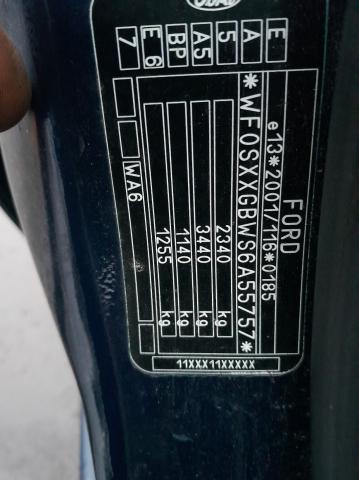 Ford
FORD
e13*2001/116*0185
*WF0SXXGBWS6A55757*
2340 kg
3440 kg
1140 kg
1255 kg
WA6
E
A
5
A5
BP
E 6
7
11XXX11XXXXX